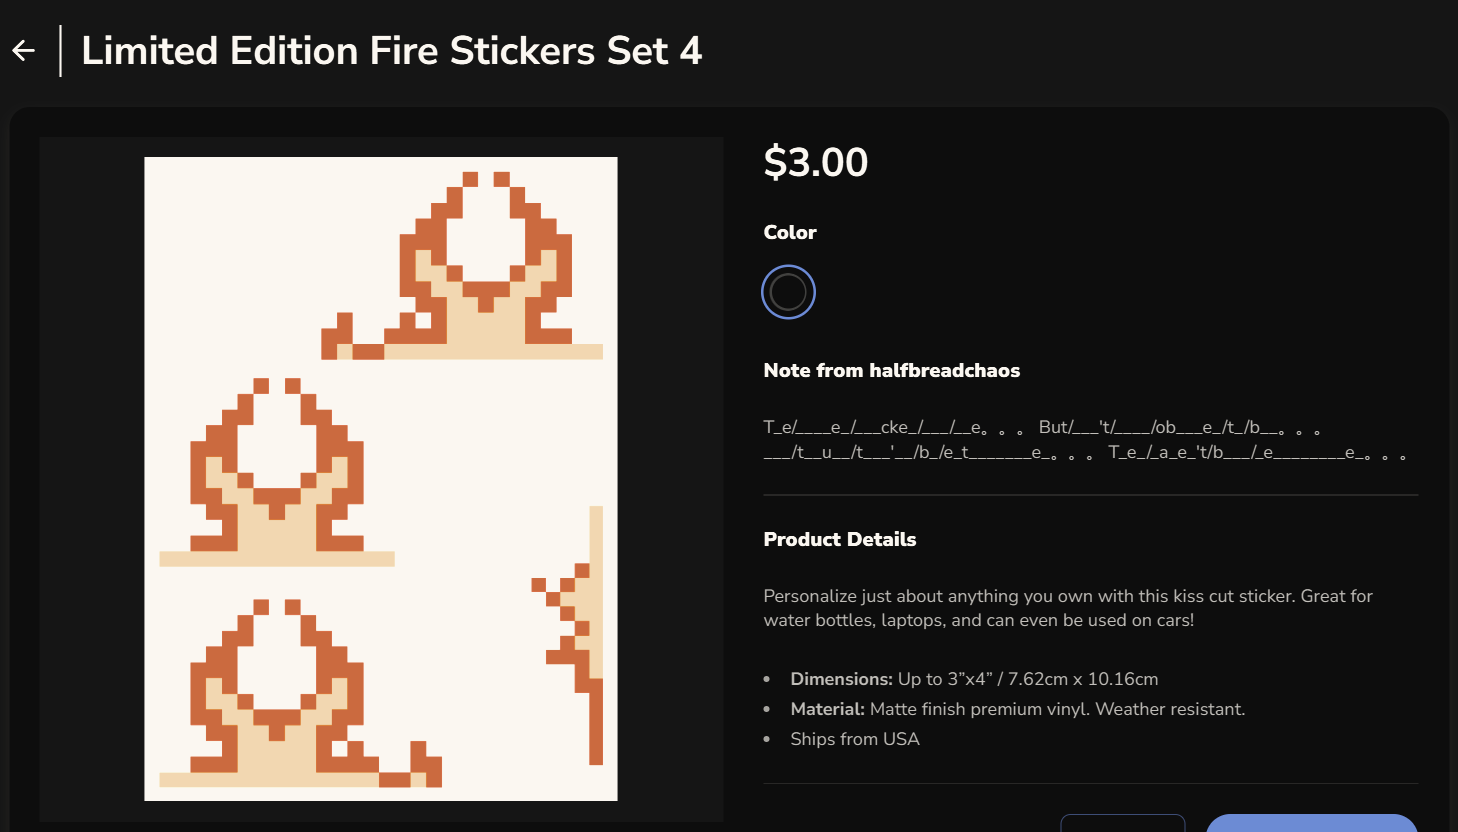 Limited Edition Fire Stickers Set 4
$3.00
Color
Note from halfbreadchaos
T_e/____e_/___cke_/___/__e。。。 But/___'t/____/ob___e_/t_/b__。。。
___/t__u__/t___'__/b_/e_t_______e_。。。 T_e_/_a_e_'t/b___/_e________e_。。。
Product Details
Personalize just about anything you own with this kiss cut sticker. Great for
water bottles, laptops, and can even be used on cars!
• Dimensions: Up to 3”x4” / 7.62cm x 10.16cm
• Material: Matte finish premium vinyl. Weather resistant.
• Ships from USA